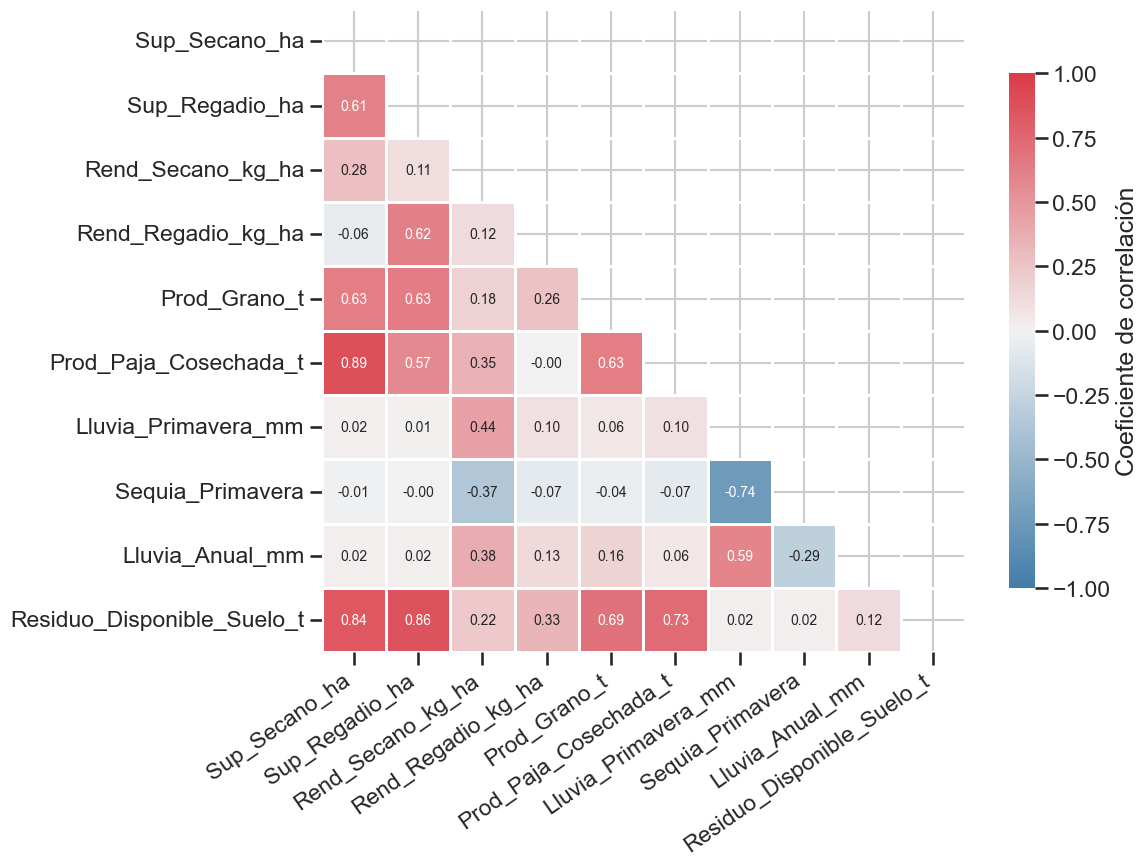 Sup_Secano_ha
Sup_Regadio_ha
0.61
Rend_Secano_kg_ha
0.28 0.11
Rend_Regadio_kg_ha
-0.06 0.62 0.12
Prod_Grano_t
0.63 0.63 0.18 0.26
Prod_Paja_Cosechada_t
0.89 0.57 0.35 -0.00 0.63
Lluvia_Primavera_mm
0.02 0.01 0.44 0.10 0.06 0.10
Sequia_Primavera
-0.01 -0.00 -0.37 -0.07 -0.04 -0.07 -0.74
Lluvia_Anual_mm
0.02 0.02 0.38 0.13 0.16 0.06 0.59 -0.29
Residuo_Disponible_Suelo_t
0.84 0.86 0.22 0.33 0.69 0.73 0.02 0.02 0.12
Sup_Secano_ha
Sup_Regadio_ha
Rend_Secano_kg_ha
Rend_Regadio_kg_ha
Prod_Grano_t
Prod_Paja_Cosechada_t
Lluvia_Primavera_mm
Sequia_Primavera
Lluvia_Anual_mm
Residuo_Disponible_Suelo_t
1.00
0.75
0.50
0.25
0.00
−0.25
−0.50
−0.75
−1.00
Coeficiente de correlación